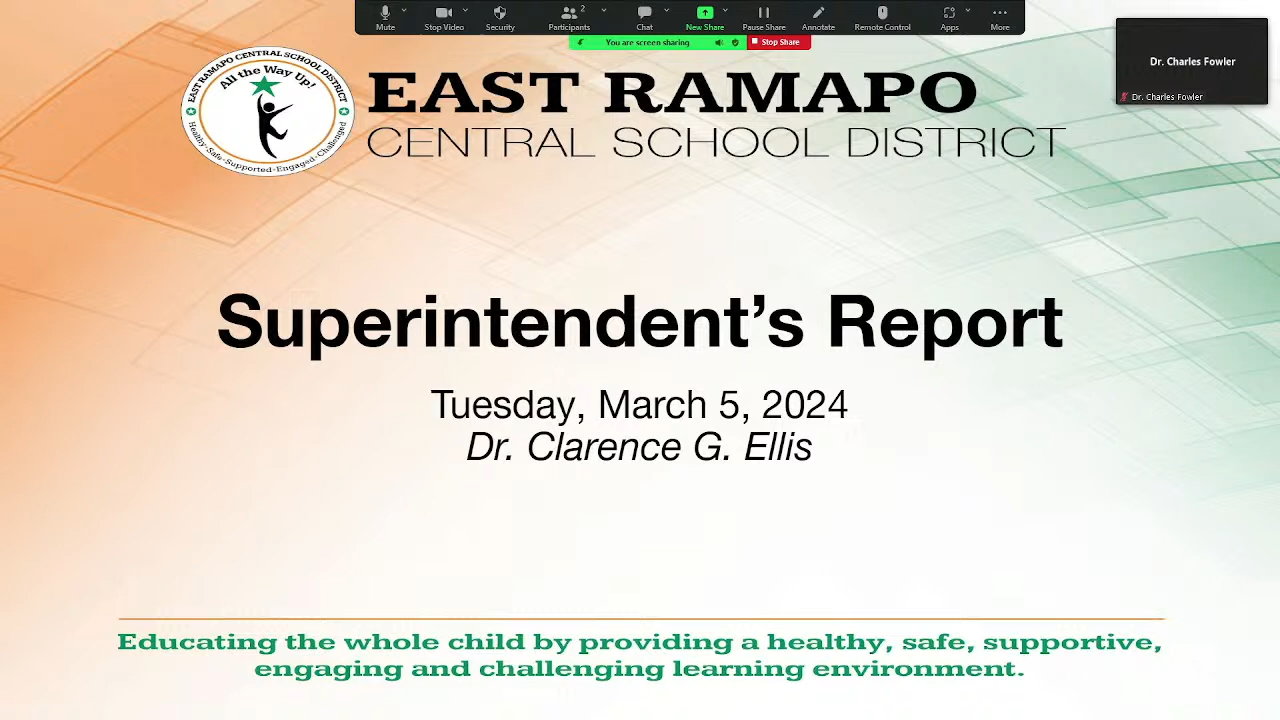 Mute
Stop Video
Security
Participants
2
Chat
New Share
Pause Share
Annotate
Remote Control
Apps
More
You are screen sharing
Stop Share
Dr. Charles Fowler
Dr. Charles Fowler
EAST RAMAPO CENTRAL SCHOOL DISTRICT
All the Way Up!
Healthy-Safe-Supported-Engaged-Challenged
EAST RAMAPO
CENTRAL SCHOOL DISTRICT
Superintendent’s Report
Tuesday, March 5, 2024
Dr. Clarence G. Ellis
Educating the whole child by providing a healthy, safe, supportive,
engaging and challenging learning environment.